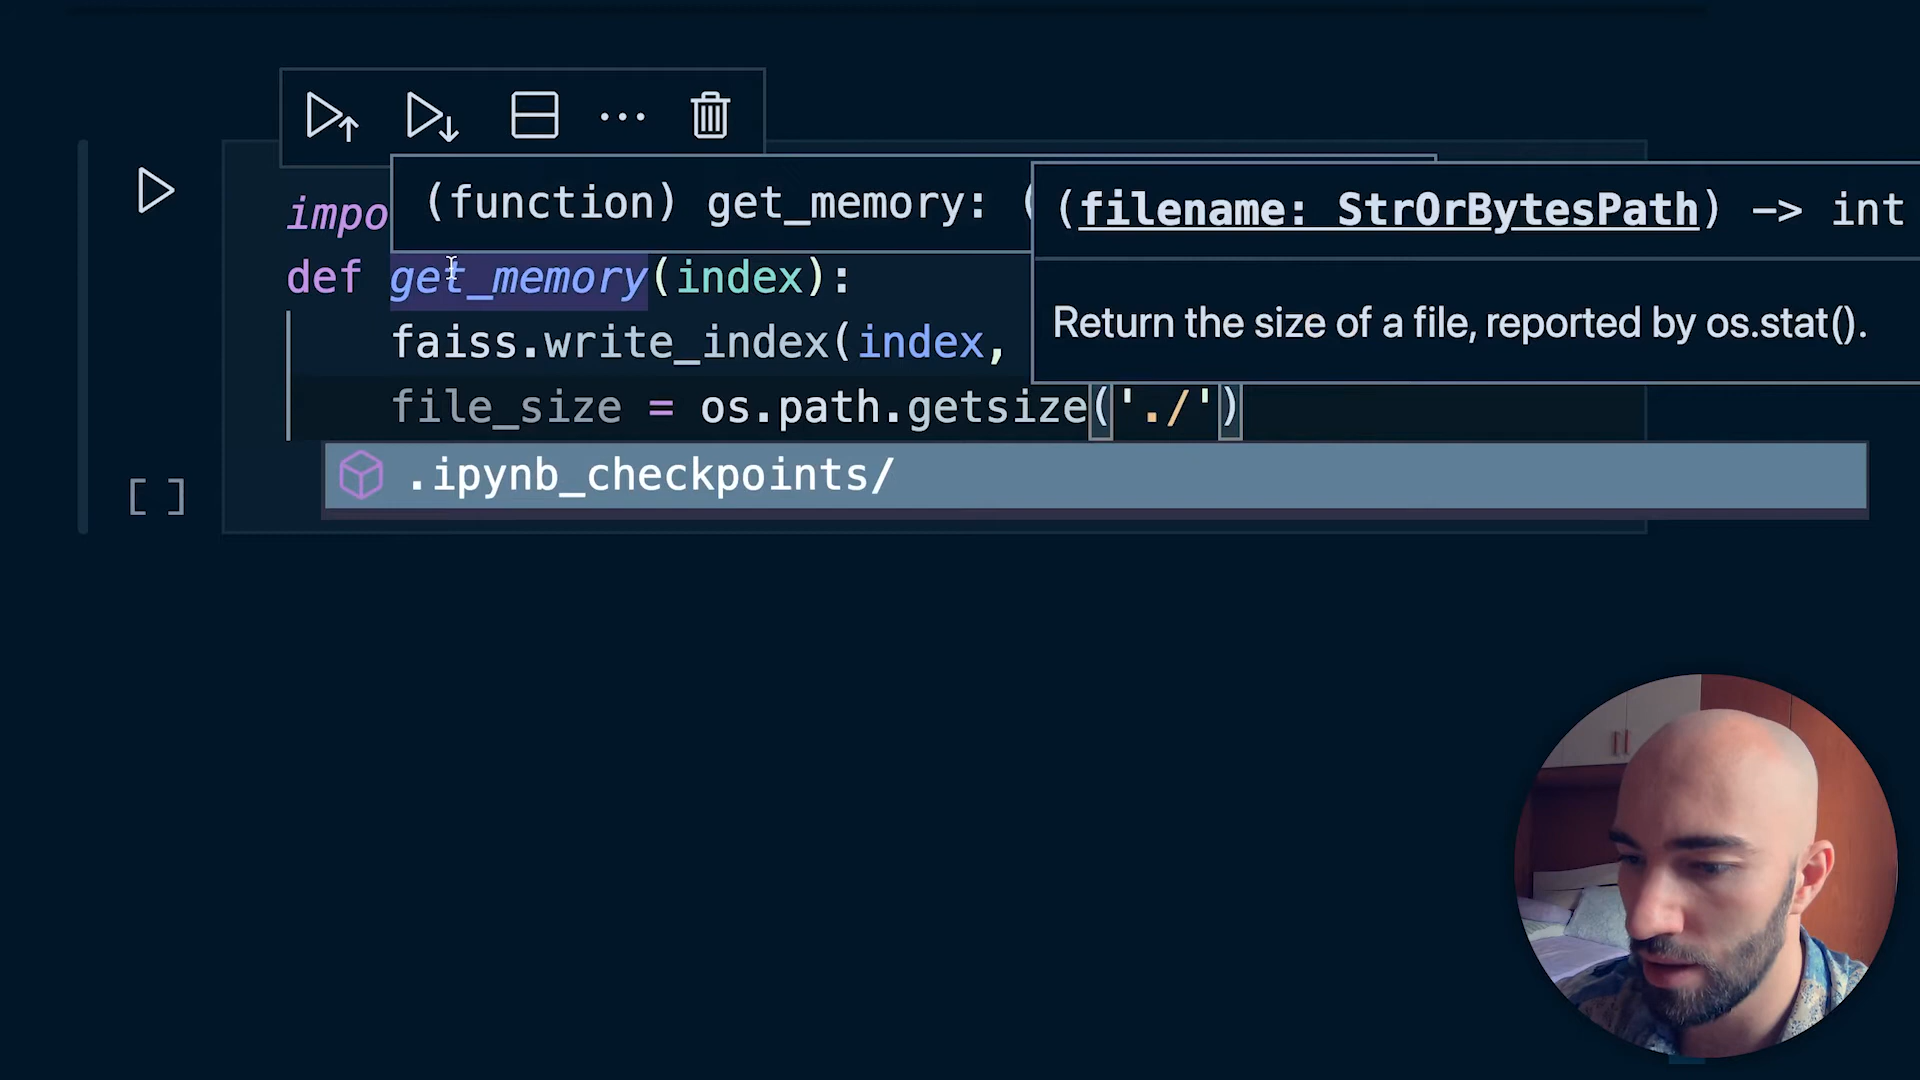 (function) get_memory: (
(filename: StrOrBytesPath) -> int
impo
def get_memory(index):
Return the size of a file, reported by os.stat().
faiss.write_index(index,
file_size = os.path.getsize('./')
.ipynb_checkpoints/
[ ]